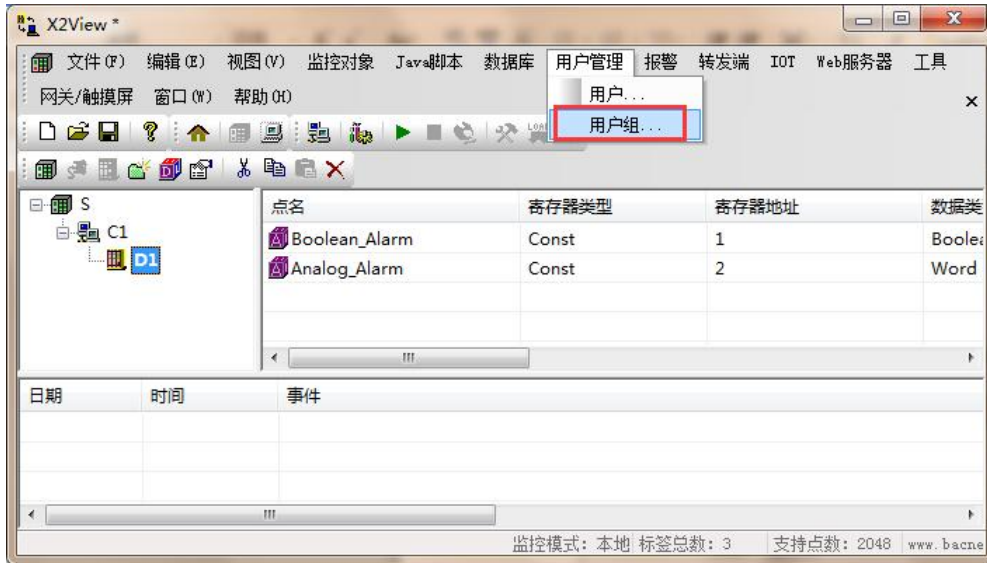 X2View *
文件(F) 编辑(E) 视图(V) 监控对象 Java脚本 数据库 用户管理 报警 转发端 IOT Web服务器 工具
网关/触摸屏 窗口(W) 帮助(H)
用户...
用户组...
S
C1
D1
点名 寄存器类型 寄存器地址 数据类
Boolean_Alarm Const 1 Boolea
Analog_Alarm Const 2 Word
日期 时间 事件
监控模式: 本地 标签总数: 3 支持点数: 2048 www.bacne